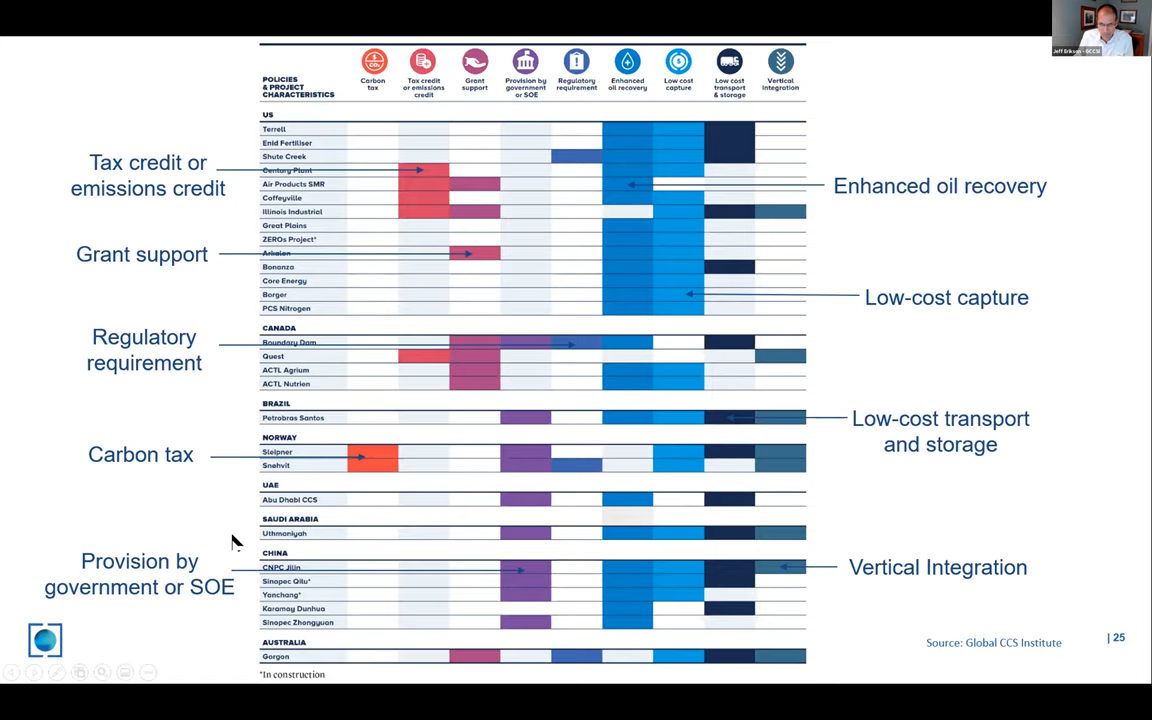 Jeff Erikson - GCCSI
POLICIES
& PROJECT
CHARACTERISTICS
Carbon
tax
Tax credit
or emissions
credit
Grant
support
Provision by
government
or SOE
Regulatory
requirement
Enhanced
oil recovery
Low cost
capture
Low cost
transport
& storage
Vertical
Integration
US
Terrell
Enid Fertiliser
Shute Creek
Century Plant
Air Products SMR
Coffeyville
Illinois Industrial
Great Plains
ZEROs Project*
Arkalon
Bonanza
Core Energy
Borger
PCS Nitrogen
CANADA
Boundary Dam
Quest
ACTL Agrium
ACTL Nutrien
BRAZIL
Petrobras Santos
NORWAY
Sleipner
Snøhvit
UAE
Abu Dhabi CCS
SAUDI ARABIA
Uthmaniyah
CHINA
CNPC Jilin
Sinopec Qilu*
Yanchang*
Karamay Dunhua
Sinopec Zhongyuan
AUSTRALIA
Gorgon
*In construction
Tax credit or
emissions credit
Grant support
Regulatory
requirement
Carbon tax
Provision by
government or SOE
Enhanced oil recovery
Low-cost capture
Low-cost transport
and storage
Vertical Integration
Source: Global CCS Institute
| 25